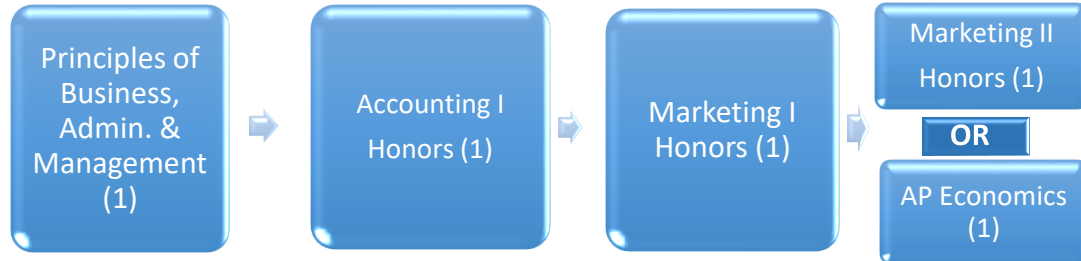 Principles of
Business,
Admin. &
Management
(1)
Accounting I
Honors (1)
Marketing I
Honors (1)
Marketing II
Honors (1)
OR
AP Economics
(1)